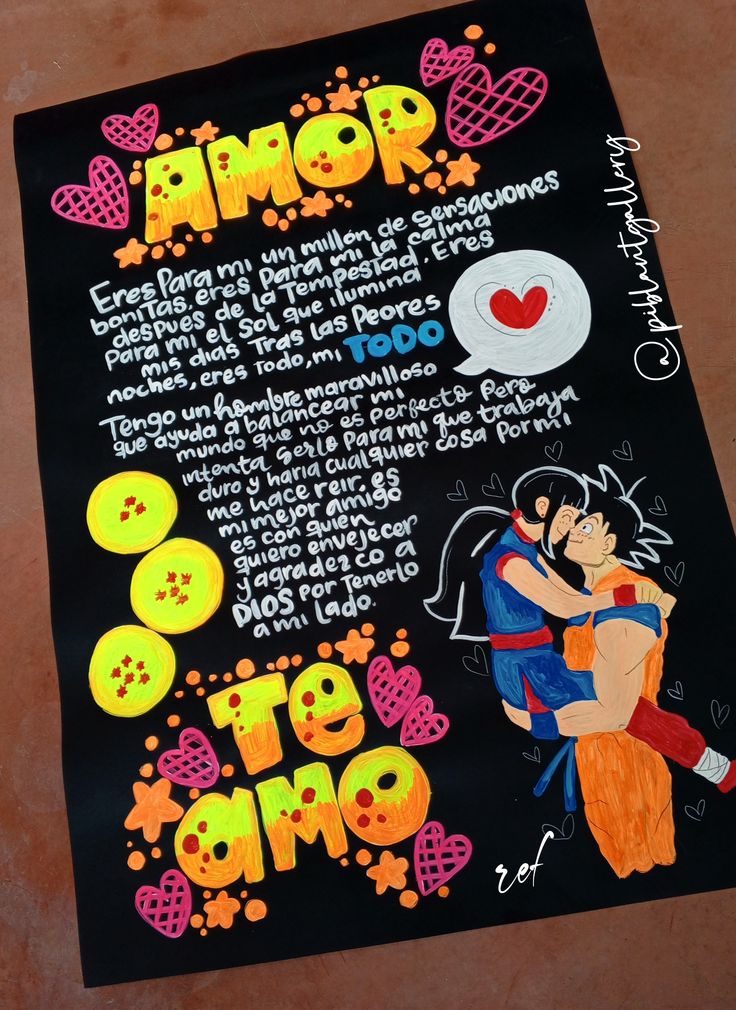 AMOR
Eres Para mi un millón de sensaciones
bonitas, eres para mi la calma
después de la Tempestad, Eres
para mi el Sol que ilumina
mis días Tras las Peores
noches, eres Todo, mi TODO
Tengo un hombre maravilloso
que ayuda a balancear mi
mundo que no es perfecto Pero
intenta serlo Para mi que trabaja
duro y haria cualquier cosa Por mi
me hace reir, es
mi mejor amigo
es con quien
quiero envejecer
y agradezco a
DIOS por Tenerlo
a mi lado.
Te
amo
ref
@piblantgallerig